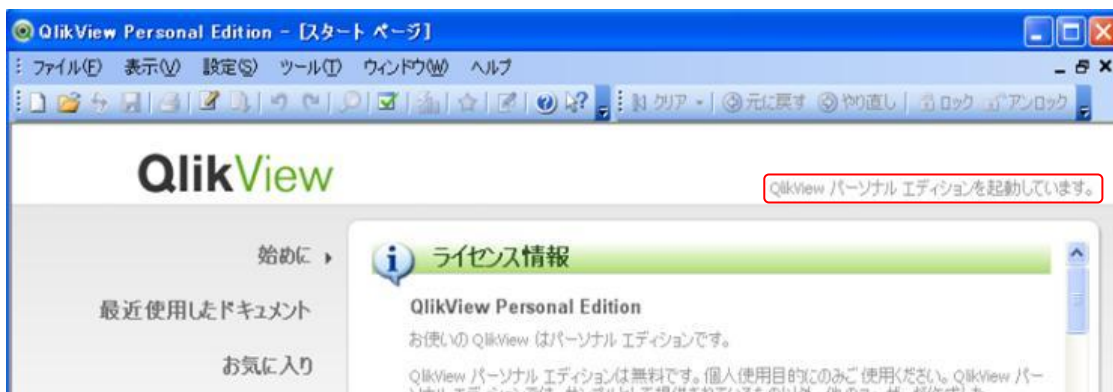 QlikView Personal Edition - [スタート ページ]
ファイル(F) 表示(V) 設定(S) ツール(T) ウィンドウ(W) ヘルプ
クリア 元に戻す やり直し ロック アンロック
QlikView
QlikView パーソナル エディションを起動しています。
始めに
ライセンス情報
最近使用したドキュメント
QlikView Personal Edition
お使いの QlikView はパーソナル エディションです。
お気に入り
QlikView パーソナル エディションは無料です。個人使用目的にのみご使用ください。QlikView パー